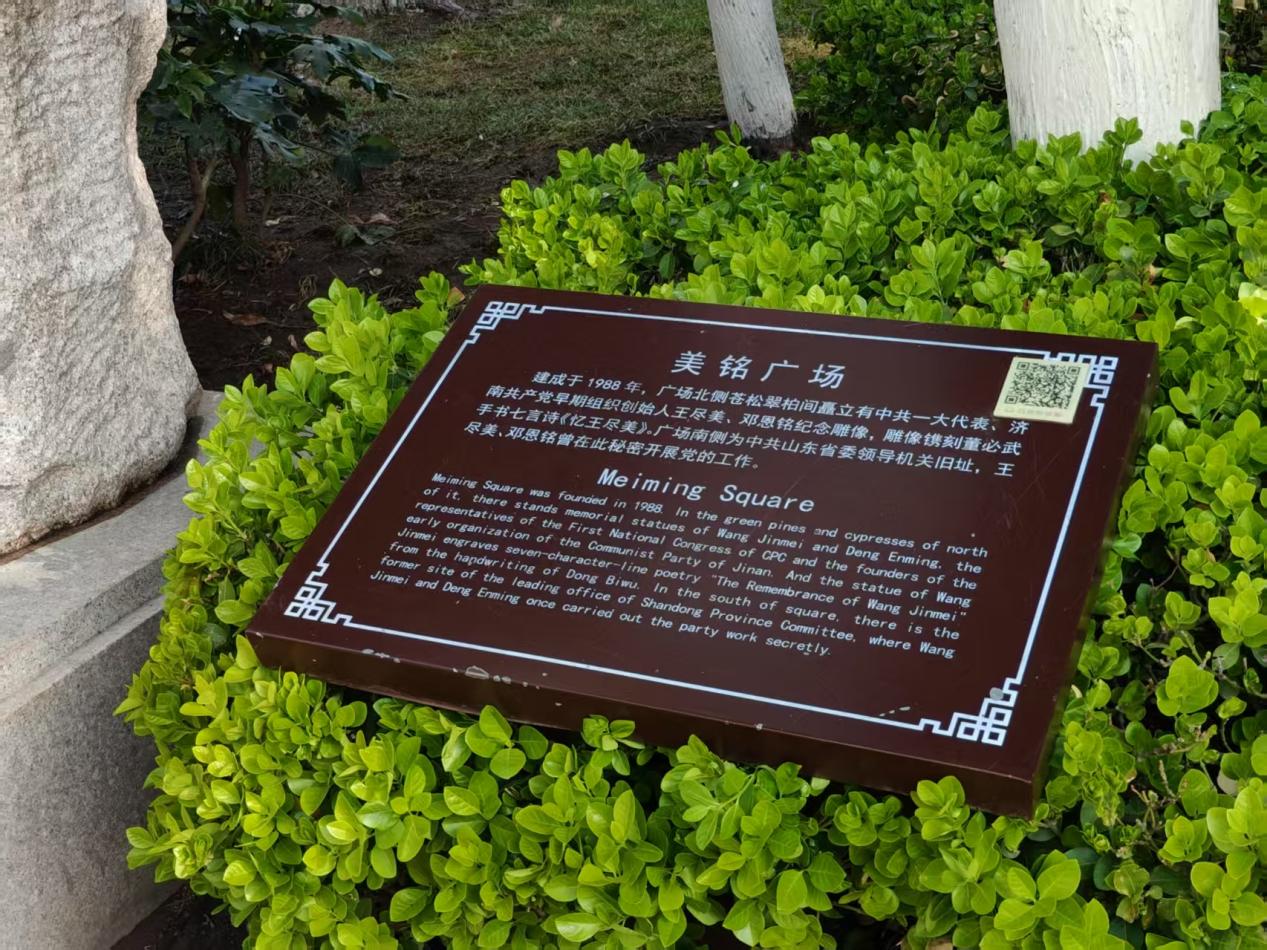 美铭广场
建成于1988年，广场北侧苍松翠柏间矗立有中共一大代表、济
南共产党早期组织创始人王尽美、邓恩铭纪念雕像，雕像镌刻董必武
手书七言诗《忆王尽美》。广场南侧为中共山东省委领导机关旧址，王
尽美、邓恩铭曾在此秘密开展党的工作。
Meiming Square
Meiming Square was founded in 1988. In the green pines and cypresses of north
of it, there stands memorial statues of Wang Jinmei and Deng Enming, the
representatives of the First National Congress of CPC and the founders of the
early organization of the Communist Party of Jinan. And the statue of Wang
Jinmei engraves seven-character-line poetry "The Remembrance of Wang Jinmei"
from the handwriting of Dong Biwu. In the south of square, there is the
former site of the leading office of Shandong Province Committee, where Wang
Jinmei and Deng Enming once carried out the party work secretly.